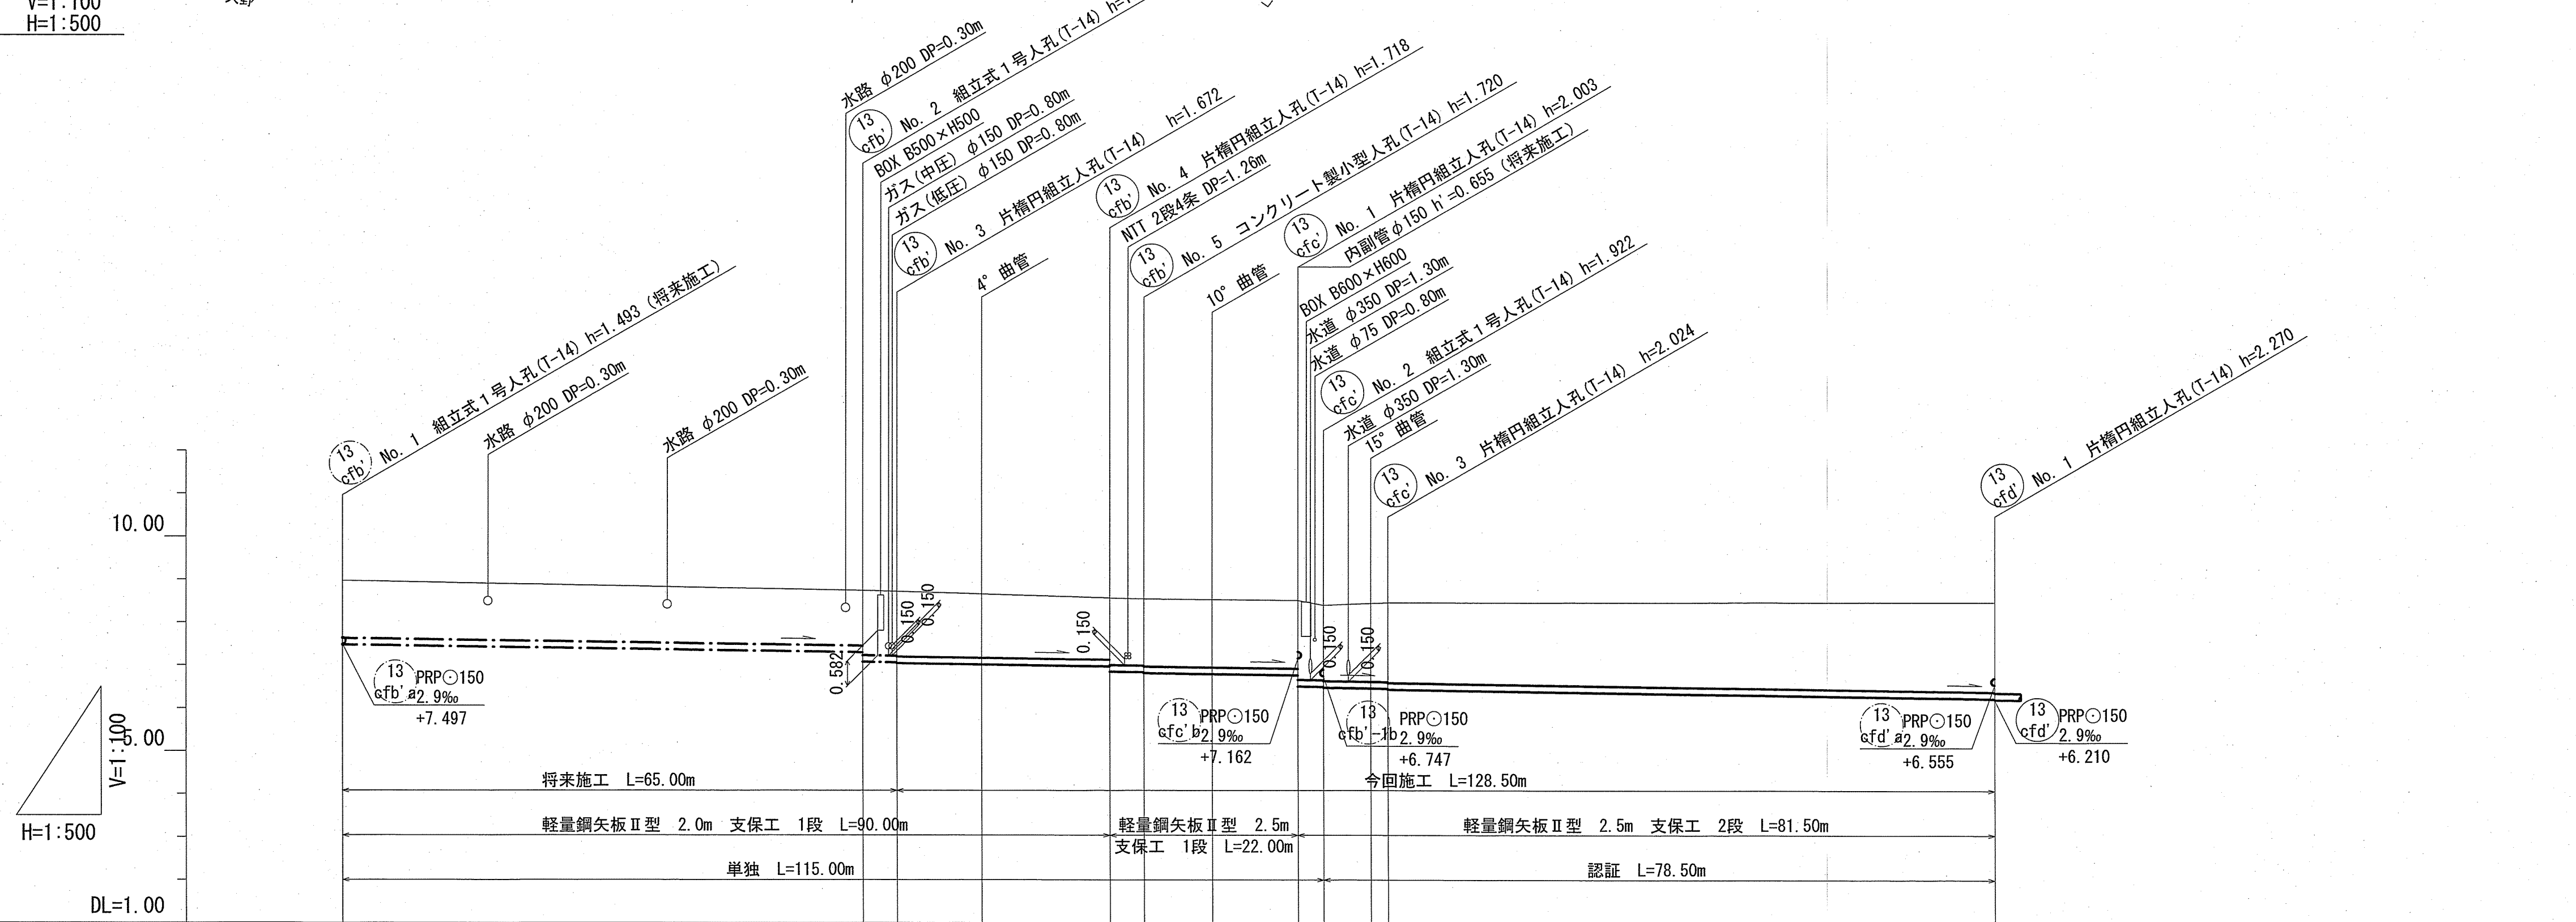 V=1:100
H=1:500
水路 φ200 DP=0.30m
13
cfb'
No. 2 組立式1号人孔(T-14)
BOX B500×H500
ガス(中圧) φ150 DP=0.80m
ガス(低圧) φ150 DP=0.80m
13
cfb'
No. 3 片楕円組立人孔(T-14) h=1.672
4° 曲管
13
cfb'
No. 4 片楕円組立人孔(T-14) h=1.718
NTT 2段4条 DP=1.26m
13
cfb'
No. 5 コンクリート製小型人孔(T-14) h=1.720
10° 曲管
13
cfc'
No. 1 片楕円組立人孔(T-14) h=2.003
内副管φ150 h'=0.655 (将来施工)
BOX B600×H600
水道 φ350 DP=1.30m
水道 φ75 DP=0.80m
13
cfc'
No. 2 組立式1号人孔(T-14) h=1.922
水道 φ350 DP=1.30m
15° 曲管
13
cfc'
No. 3 片楕円組立人孔(T-14) h=2.024
13
cfd'
No. 1 片楕円組立人孔(T-14) h=2.270
13
cfb'
No. 1 組立式1号人孔(T-14) h=1.493 (将来施工)
水路 φ200 DP=0.30m
水路 φ200 DP=0.30m
10.00
0.150
0.150
0.150
0.150
0.150
0.582
13
cfb'a
PRP⊙150
2.9‰
+7.497
13
cfc'b
PRP⊙150
2.9‰
+7.162
13
cfb'-1b
PRP⊙150
2.9‰
+6.747
13
cfd'a
PRP⊙150
2.9‰
+6.555
13
cfd'
PRP⊙150
2.9‰
+6.210
5.00
V=1:100
H=1:500
将来施工 L=65.00m
今回施工 L=128.50m
軽量鋼矢板Ⅱ型 2.0m 支保工 1段 L=90.00m
軽量鋼矢板Ⅱ型 2.5m
支保工 1段 L=22.00m
軽量鋼矢板Ⅱ型 2.5m 支保工 2段 L=81.50m
単独 L=115.00m
認証 L=78.50m
DL=1.00